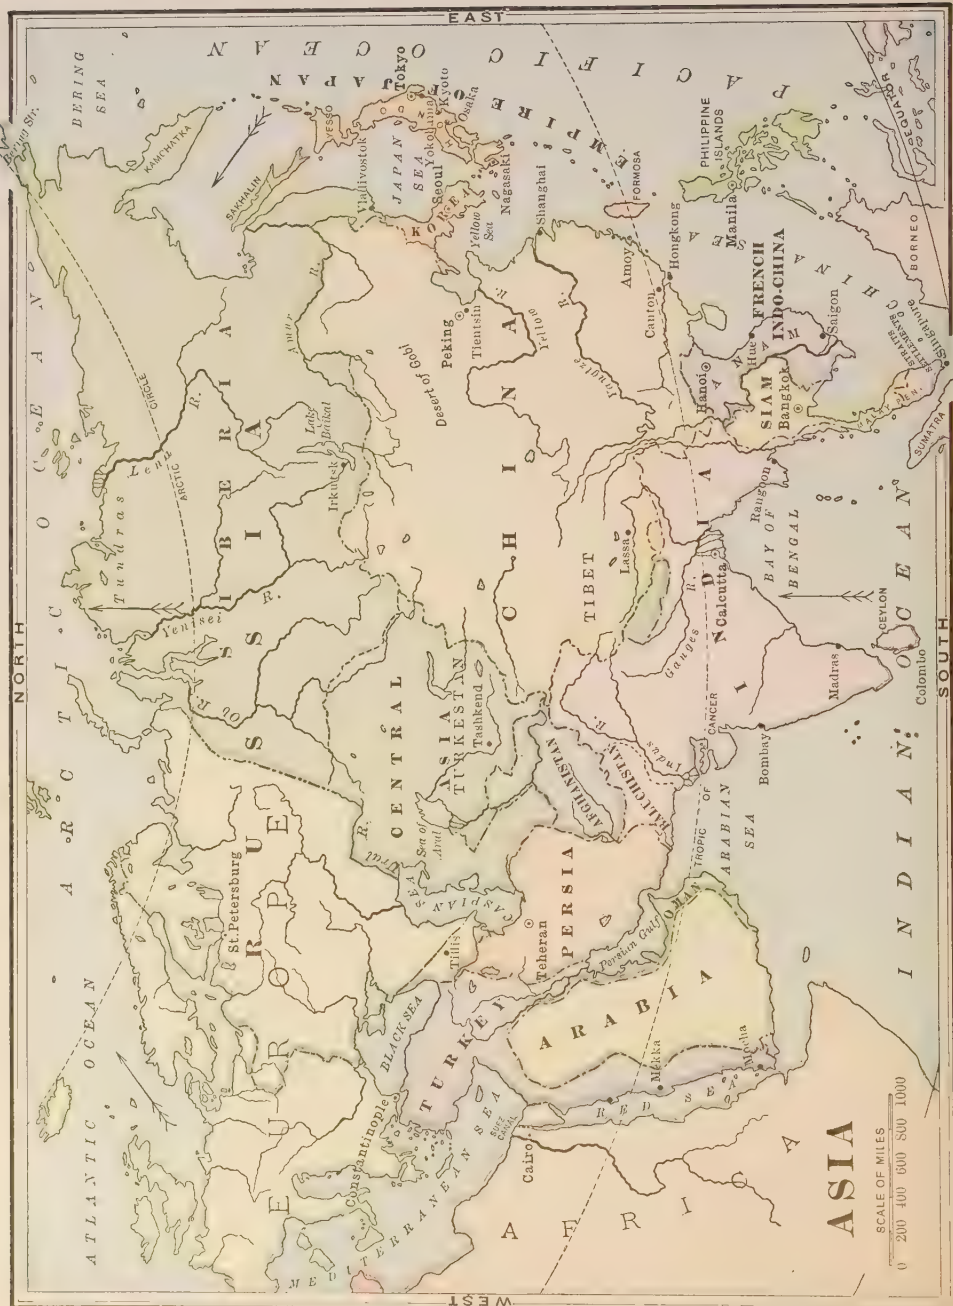 EAST
NORTH
SOUTH
WEST
ASIA
SCALE OF MILES
0 200 400 600 800 1000
ARCTIC OCEAN
ATLANTIC OCEAN
PACIFIC OCEAN
INDIAN OCEAN
BERING SEA
Bering Str.
KAMCHATKA
SAKHALIN
YESSO
EMPIRE OF JAPAN
JAPAN SEA
Tokyo
Yokohama
Kyoto
Osaka
Nagasaki
Vladivostok
Seoul
KOREA
Yellow Sea
Shanghai
FORMOSA
PHILIPPINE ISLANDS
Manila
CHINA SEA
BORNEO
EQUATOR
Amoy
Hongkong
Canton
FRENCH INDO-CHINA
ANAM
Hue
Hanoi
Saigon
SIAM
Bangkok
MALAY PEN.
STRAITS SETTLEMENTS
Singapore
SUMATRA
RUSSIA
SIBERIA
ARCTIC CIRCLE
Tundras
Lena R.
Yenisei R.
Ob R.
Amur R.
Lake Baikal
Irkutsk
CHINA
Desert of Gobi
Peking
Tientsin
Yellow R.
Yangtze R.
TIBET
Lassa
INDIA
Rangoon
BAY OF BENGAL
Calcutta
Ganges R.
Indus R.
Madras
Bombay
CEYLON
Colombo
TROPIC OF CANCER
ARABIAN SEA
CENTRAL ASIA
TURKESTAN
Tashkend
Sea of Aral
Ural R.
CASPIAN SEA
AFGHANISTAN
BALUCHISTAN
PERSIA
Teheran
Persian Gulf
OMAN
ARABIA
Mekka
Mocha
RED SEA
TURKEY
Tiflis
BLACK SEA
Constantinople
MEDITERRANEAN SEA
SUEZ CANAL
Cairo
AFRICA
EUROPE
St.Petersburg